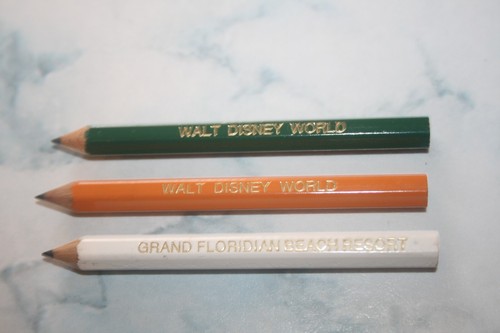 WALT DISNEY WORLD
WALT DISNEY WORLD
GRAND FLORIDIAN BEACH RESORT